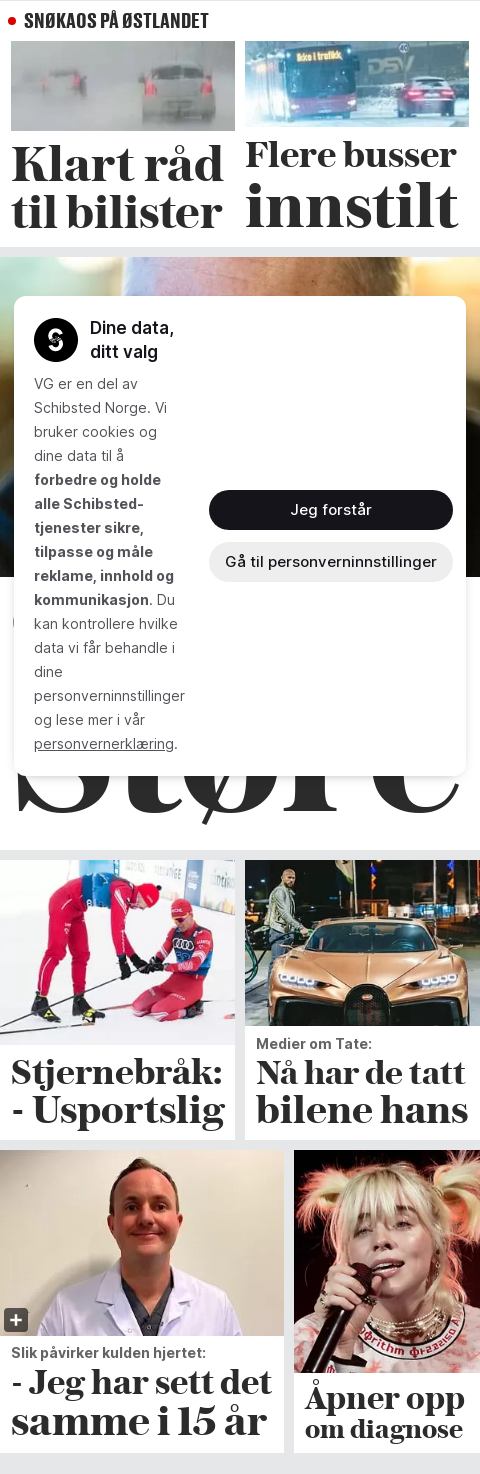 SNØKAOS PÅ ØSTLANDET
Ikke i trafikk
DSV
Klart råd
til bilister
Flere busser
innstilt
Dine data,
ditt valg
VG er en del av
Schibsted Norge. Vi
bruker cookies og
dine data til å
forbedre og holde
alle Schibsted-
tjenester sikre,
tilpasse og måle
reklame, innhold og
kommunikasjon. Du
kan kontrollere hvilke
data vi får behandle i
dine
personverninnstillinger
og lese mer i vår
personvernerklæring.
Jeg forstår
Gå til personverninnstillinger
Støre
Stjernebråk:
- Usportslig
Medier om Tate:
Nå har de tatt
bilene hans
Slik påvirker kulden hjertet:
- Jeg har sett det
samme i 15 år
Åpner opp
om diagnose